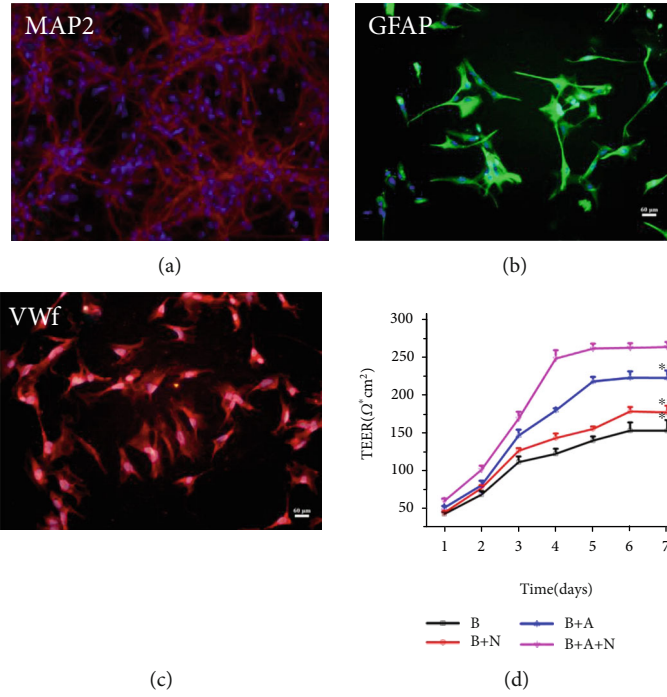 MAP2
GFAP
60 μm
(a)
(b)
VWf
60 μm
300
250
200
150
100
50
TEER(Ω*cm²)
*
*
*
1 2 3 4 5 6 7
Time(days)
B
B+A
B+N
B+A+N
(c)
(d)